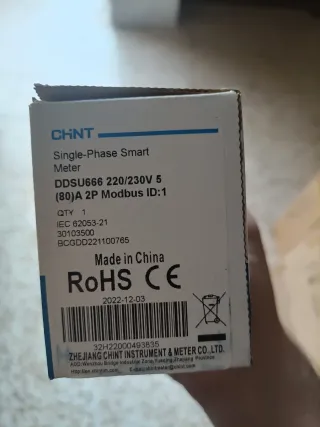 CHNT
Single-Phase Smart
Meter
DDSU666 220/230V 5
(80)A 2P Modbus ID:1
QTY 1
IEC 62053-21
30103500
BCGDD221100765
Made in China
RoHS CE
2022-12-03
32H22000493835
ZHEJIANG CHINT INSTRUMENT & METER CO.,LTD.